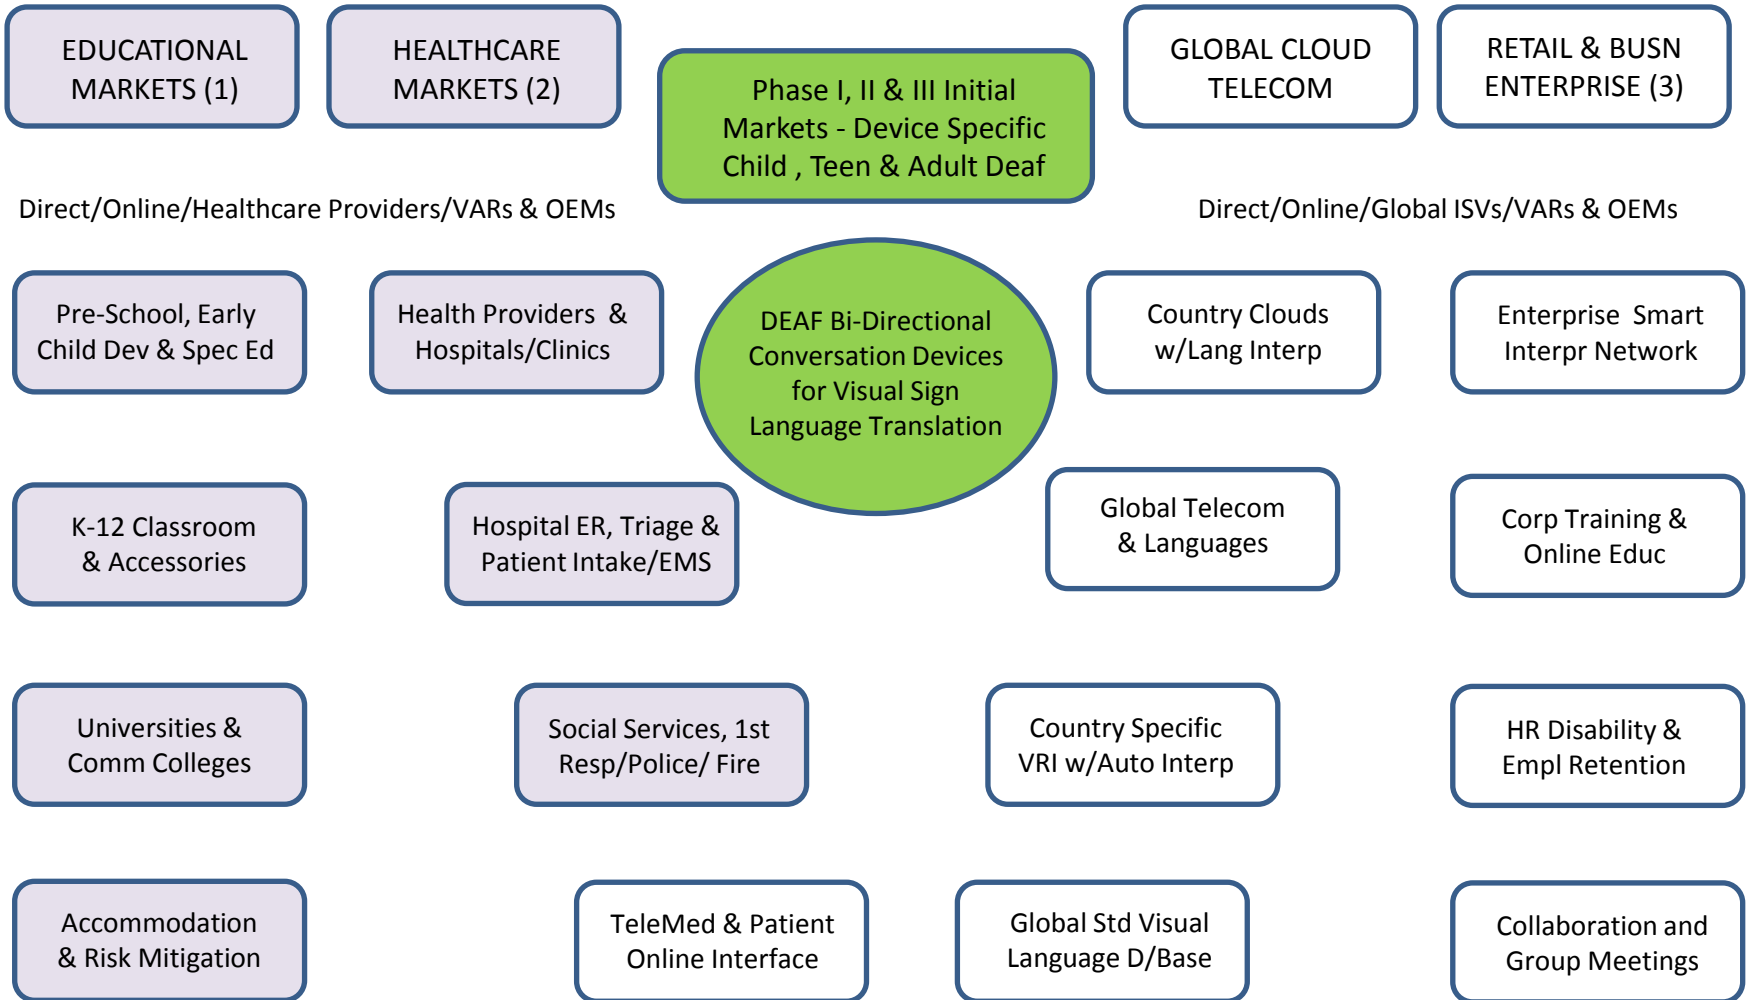 EDUCATIONAL
MARKETS (1)
HEALTHCARE
MARKETS (2)
Phase I, II & III Initial
Markets - Device Specific
Child , Teen & Adult Deaf
GLOBAL CLOUD
TELECOM
RETAIL & BUSN
ENTERPRISE (3)
Direct/Online/Healthcare Providers/VARs & OEMs
Direct/Online/Global ISVs/VARs & OEMs
Pre-School, Early
Child Dev & Spec Ed
Health Providers &
Hospitals/Clinics
DEAF Bi-Directional
Conversation Devices
for Visual Sign
Language Translation
Country Clouds
w/Lang Interp
Enterprise Smart
Interpr Network
K-12 Classroom
& Accessories
Hospital ER, Triage &
Patient Intake/EMS
Global Telecom
& Languages
Corp Training &
Online Educ
Universities &
Comm Colleges
Social Services, 1st
Resp/Police/ Fire
Country Specific
VRI w/Auto Interp
HR Disability &
Empl Retention
Accommodation
& Risk Mitigation
TeleMed & Patient
Online Interface
Global Std Visual
Language D/Base
Collaboration and
Group Meetings